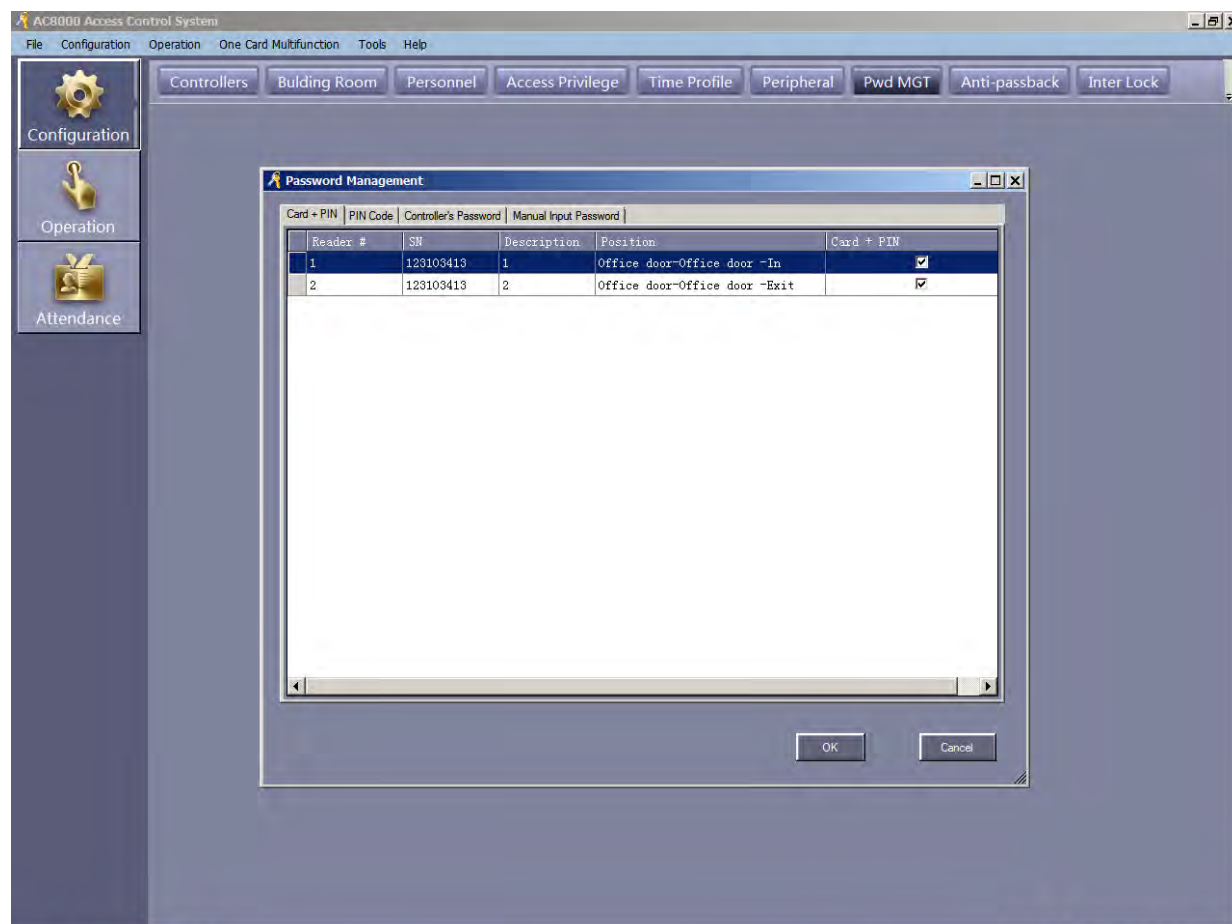 AC8000 Access Control System
File Configuration Operation One Card Multifunction Tools Help
Controllers Bulding Room Personnel Access Privilege Time Profile Peripheral Pwd MGT Anti-passback Inter Lock
Configuration
Operation
Attendance
Password Management
Card + PIN PIN Code Controller's Password Manual Input Password
Reader # SN Description Position Card + PIN
1 123103413 1 Office door-Office door -In
2 123103413 2 Office door-Office door -Exit
OK Cancel